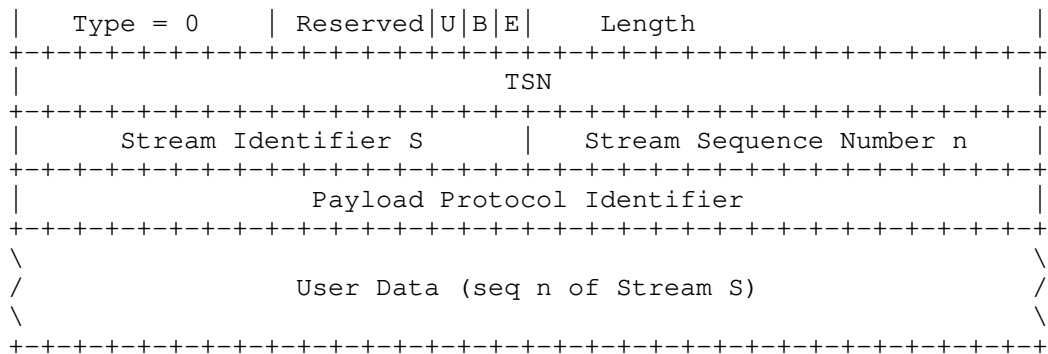 |    Type = 0    | Reserved|U|B|E|    Length                     |
+-+-+-+-+-+-+-+-+-+-+-+-+-+-+-+-+-+-+-+-+-+-+-+-+-+-+-+-+-+-+-+-+
|                              TSN                              |
+-+-+-+-+-+-+-+-+-+-+-+-+-+-+-+-+-+-+-+-+-+-+-+-+-+-+-+-+-+-+-+-+
|      Stream Identifier S      |   Stream Sequence Number n    |
+-+-+-+-+-+-+-+-+-+-+-+-+-+-+-+-+-+-+-+-+-+-+-+-+-+-+-+-+-+-+-+-+
|                  Payload Protocol Identifier                  |
+-+-+-+-+-+-+-+-+-+-+-+-+-+-+-+-+-+-+-+-+-+-+-+-+-+-+-+-+-+-+-+-+
\                                                               \
/                 User Data (seq n of Stream S)                 /
\                                                               \
+-+-+-+-+-+-+-+-+-+-+-+-+-+-+-+-+-+-+-+-+-+-+-+-+-+-+-+-+-+-+-+-+